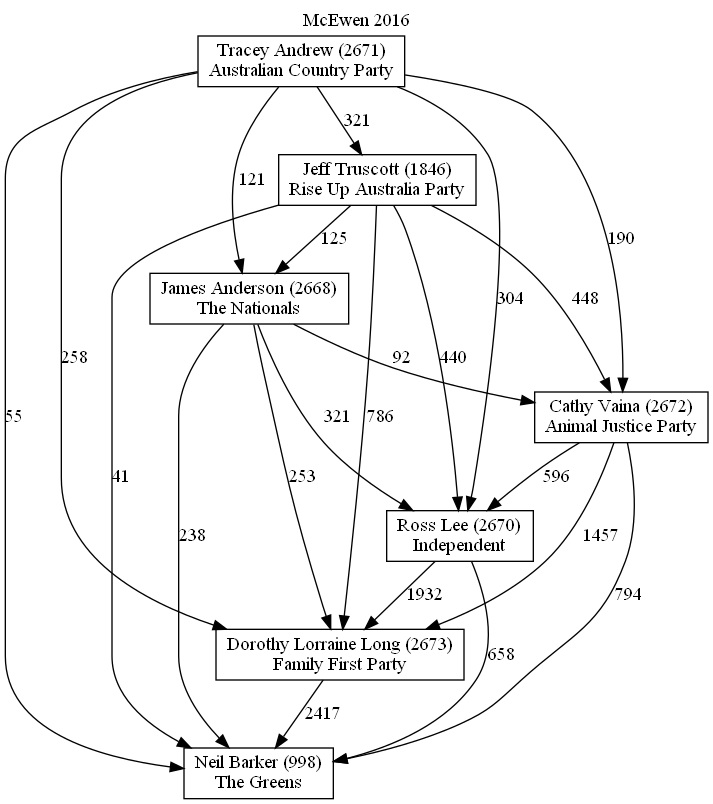 McEwen 2016
Tracey Andrew (2671)
Australian Country Party
321
Jeff Truscott (1846)
Rise Up Australia Party
121
190
125
James Anderson (2668)
The Nationals
304
448
258
92
440
55
786
321
Cathy Vaina (2672)
Animal Justice Party
41
253
596
Ross Lee (2670)
Independent
238
1457
1932
794
Dorothy Lorraine Long (2673)
Family First Party
658
2417
Neil Barker (998)
The Greens